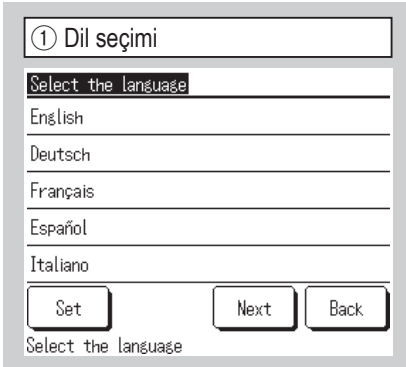 ① Dil seçimi
Select the language
English
Deutsch
Français
Español
Italiano
Set Next Back
Select the language